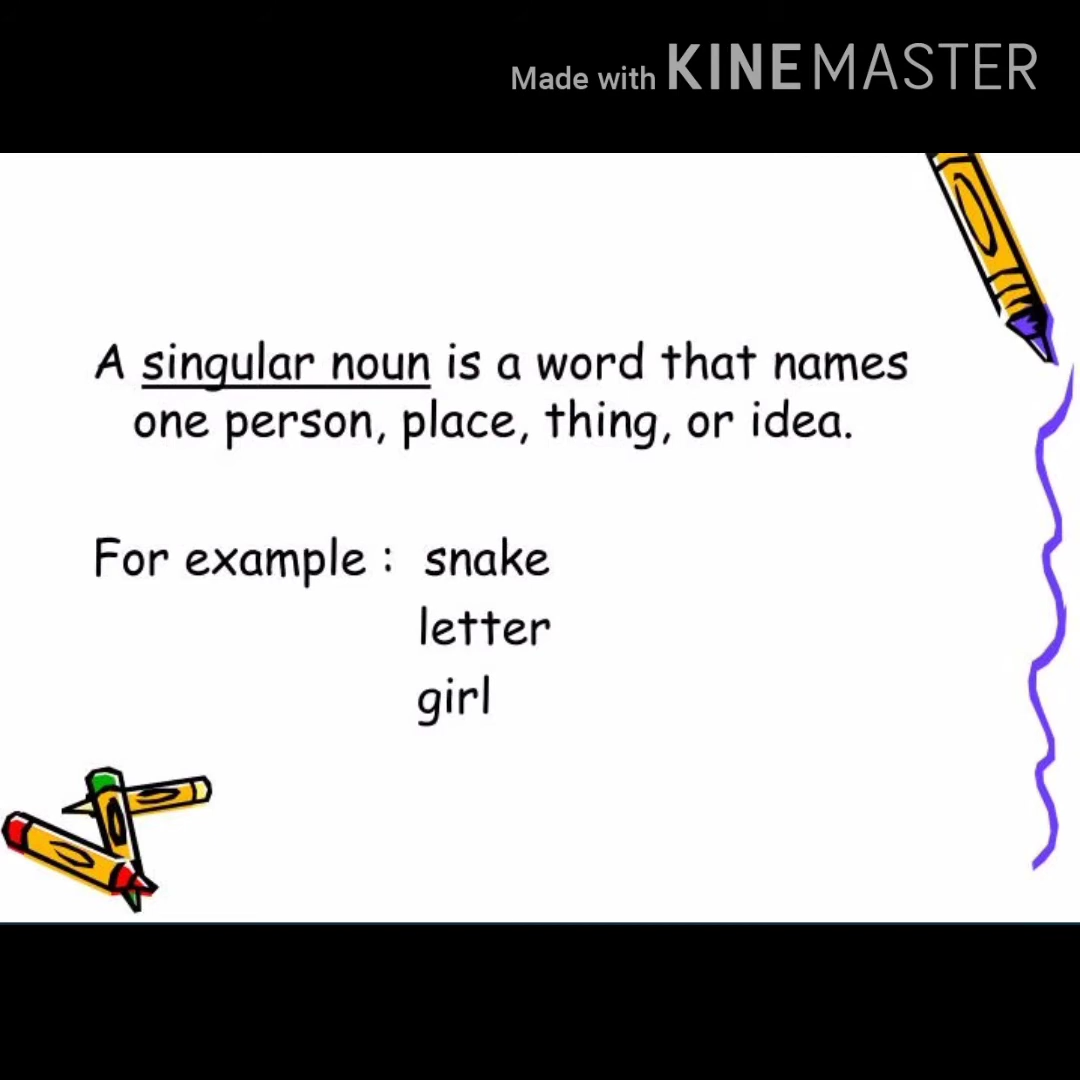 Made with KINEMASTER
A singular noun is a word that names
one person, place, thing, or idea.
For example : snake
letter
girl